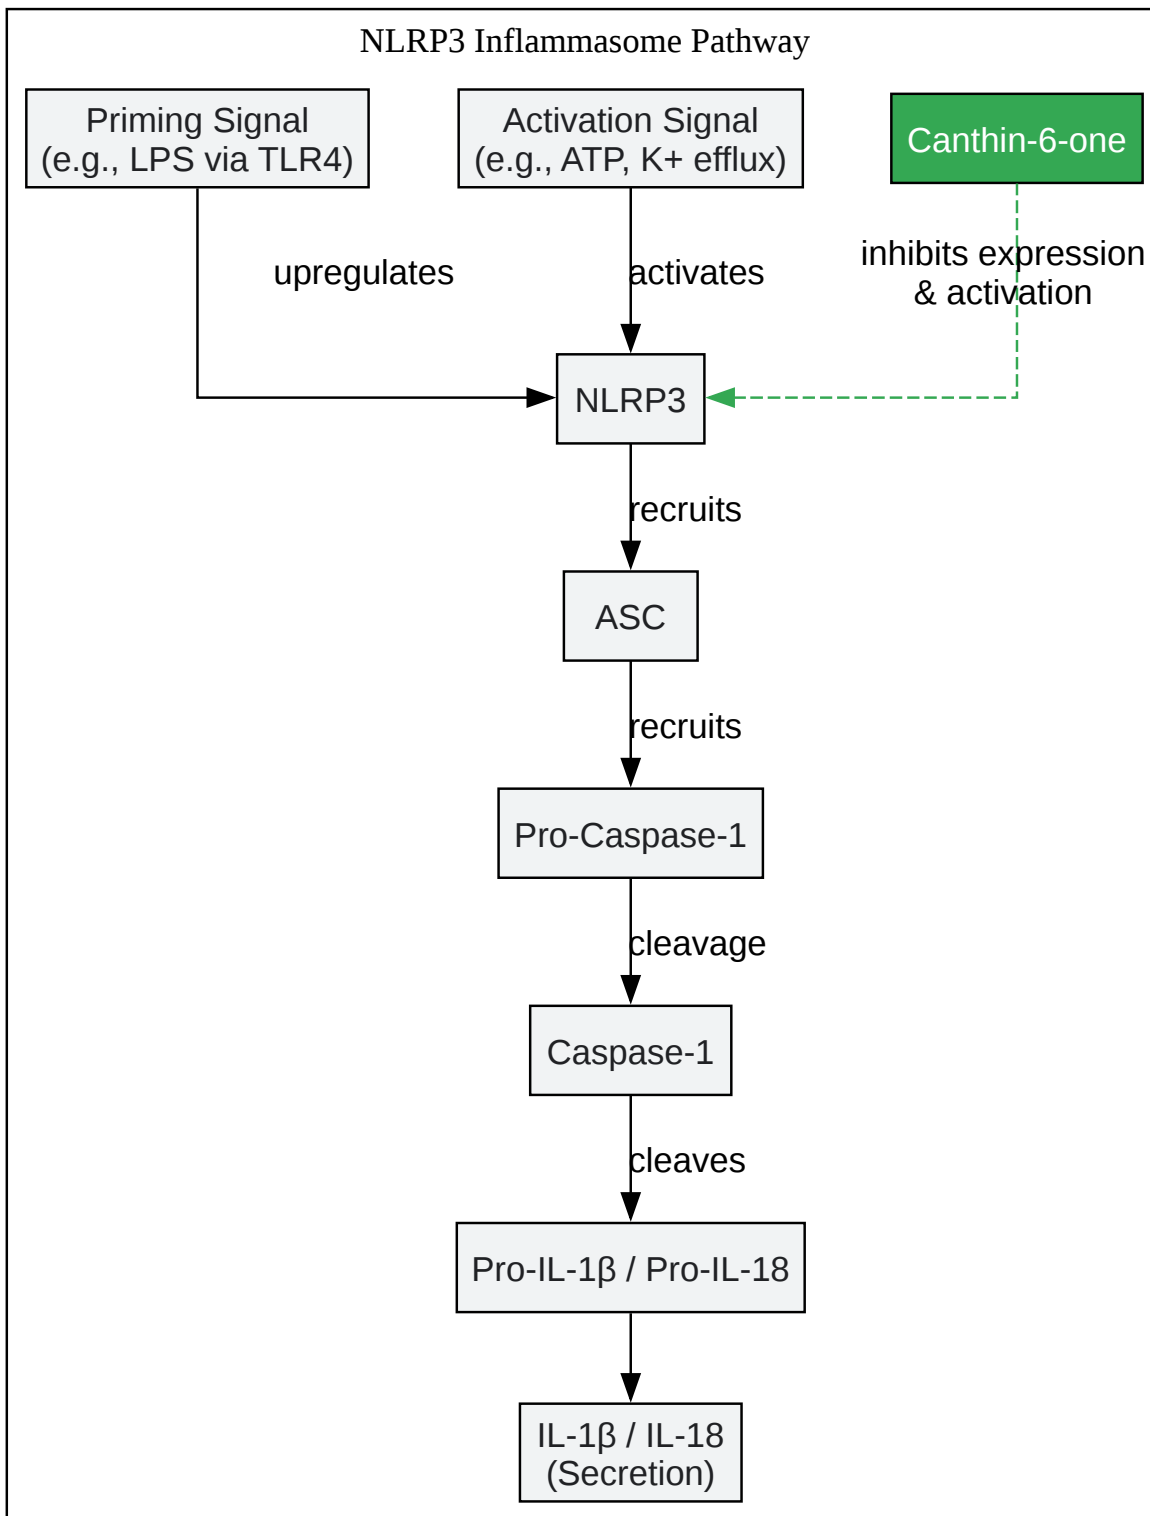 NLRP3 Inflammasome Pathway
Priming Signal
(e.g., LPS via TLR4)
Activation Signal
(e.g., ATP, K+ efflux)
Canthin-6-one
upregulates
activates
inhibits expression
& activation
NLRP3
recruits
ASC
recruits
Pro-Caspase-1
cleavage
Caspase-1
cleaves
Pro-IL-1β / Pro-IL-18
IL-1β / IL-18
(Secretion)